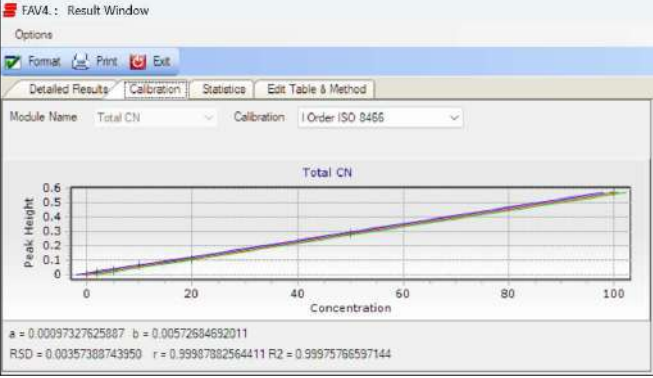 FAV4.: Result Window
Options
Format Print Exit
Detailed Results Calibration Statistics Edit Table & Method
Module Name Total CN Calibration I Order ISO 8466
Total CN
Peak Height
0.6
0.5
0.4
0.3
0.2
0.1
0
0 20 40 60 80 100
Concentration
a = 0.00097327625887 b = 0.00572684692011
RSD = 0.00357388743950 r = 0.99987882564411 R2 = 0.99975766597144